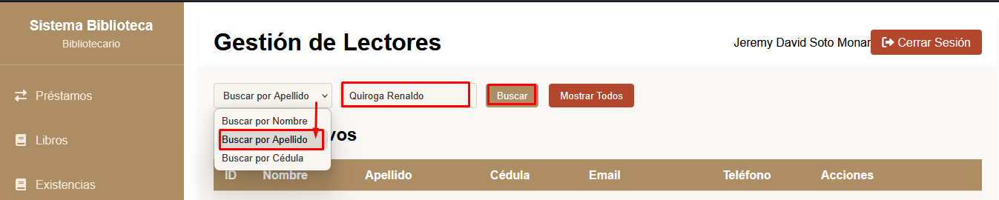 Sistema Biblioteca
Bibliotecario
Préstamos
Libros
Existencias
Gestión de Lectores
Jeremy David Soto Monar
Cerrar Sesión
Buscar por Apellido
Quiroga Renaldo
Buscar
Mostrar Todos
Buscar por Nombre
Buscar por Apellido
Buscar por Cédula
ID Nombre Apellido Cédula Email Teléfono Acciones